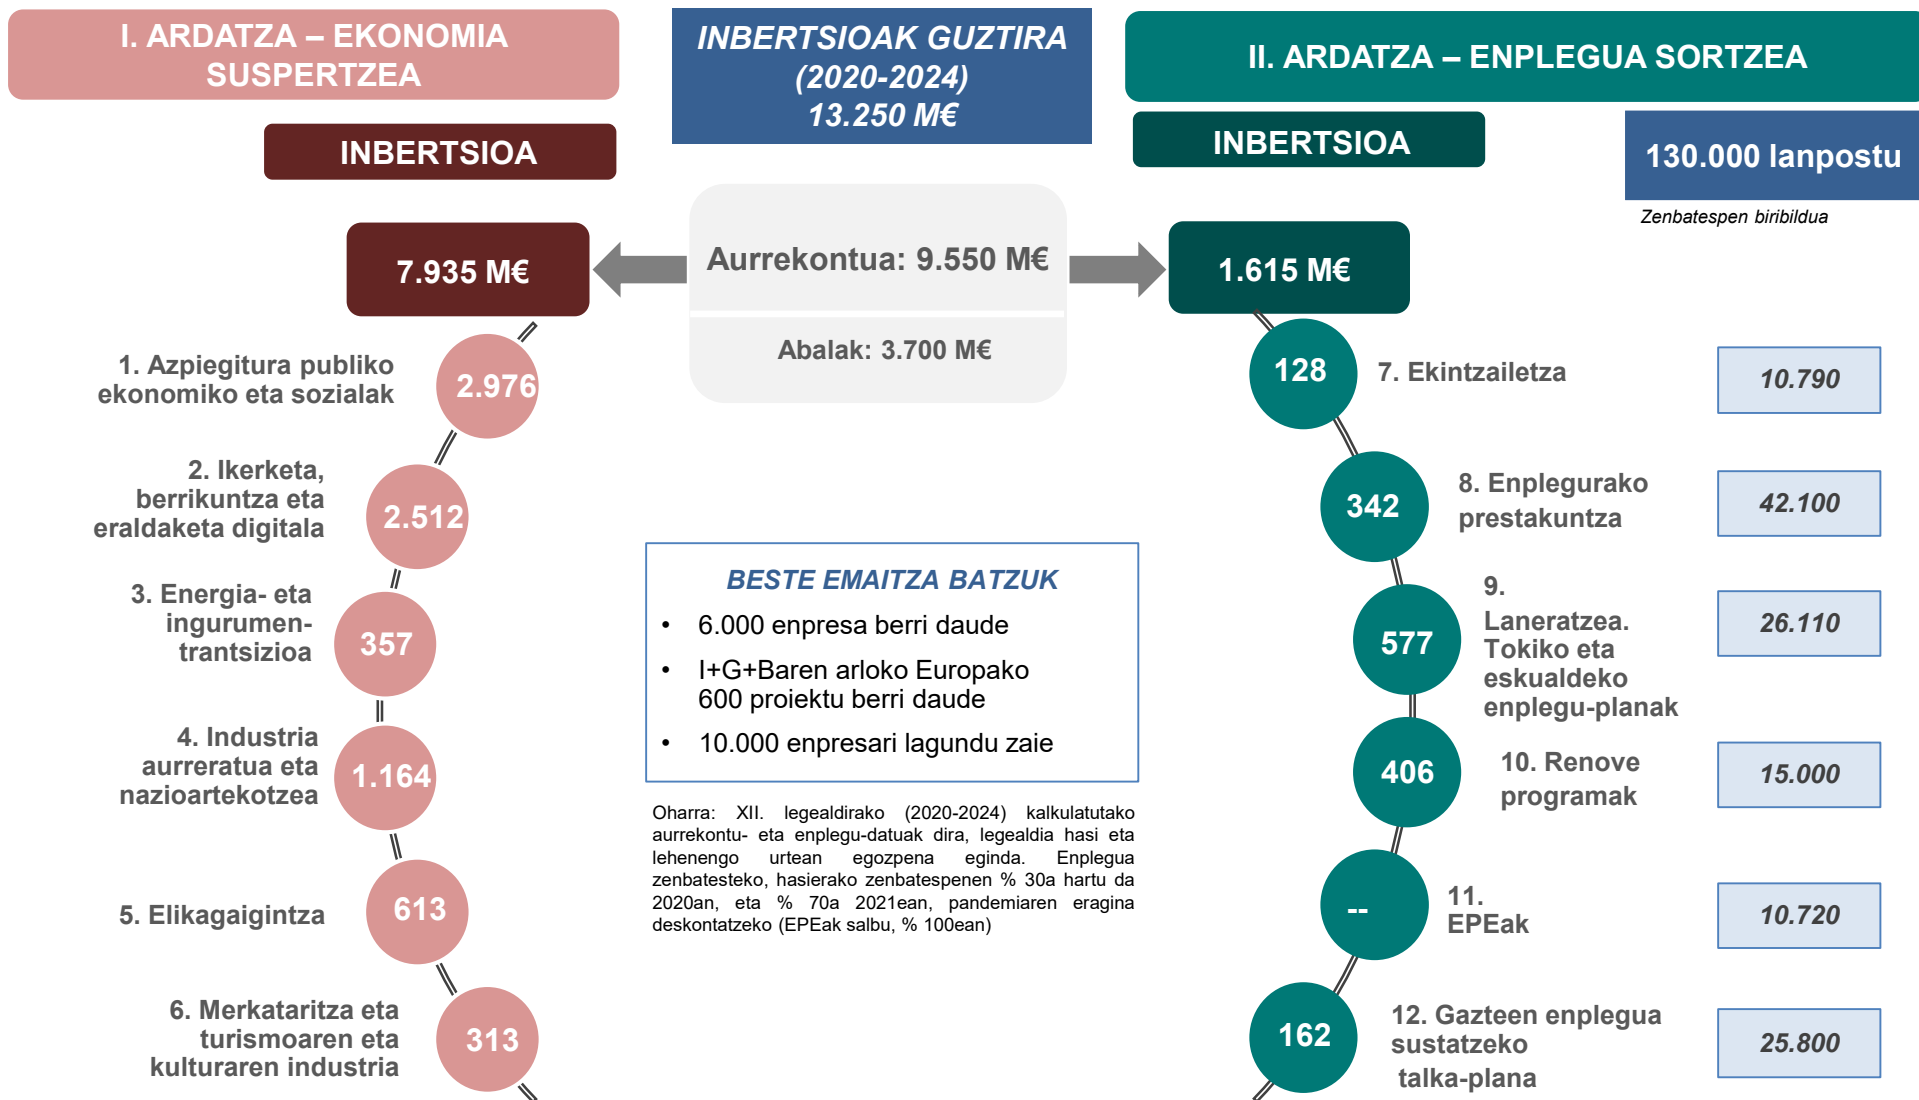 I. ARDATZA – EKONOMIA
SUSPERTZEA
INBERTSIOA
7.935 M€
1. Azpiegitura publiko
ekonomiko eta sozialak
2.976
2. Ikerketa,
berrikuntza eta
eraldaketa digitala
2.512
3. Energia- eta
ingurumen-
trantsizioa
357
4. Industria
aurreratua eta
nazioartekotzea
1.164
5. Elikagaigintza
613
6. Merkataritza eta
turismoaren eta
kulturaren industria
313
INBERTSIOAK GUZTIRA
(2020-2024)
13.250 M€
Aurrekontua: 9.550 M€
Abalak: 3.700 M€
BESTE EMAITZA BATZUK
• 6.000 enpresa berri daude
• I+G+Baren arloko Europako
600 proiektu berri daude
• 10.000 enpresari lagundu zaie
Oharra: XII. legealdirako (2020-2024) kalkulatutako
aurrekontu- eta enplegu-datuak dira, legealdia hasi eta
lehenengo urtean egozpena eginda. Enplegua
zenbatesteko, hasierako zenbatespenen % 30a hartu da
2020an, eta % 70a 2021ean, pandemiaren eragina
deskontatzeko (EPEak salbu, % 100ean)
II. ARDATZA – ENPLEGUA SORTZEA
INBERTSIOA
130.000 lanpostu
Zenbatespen biribildua
1.615 M€
128
7. Ekintzailetza
10.790
342
8. Enplegurako
prestakuntza
42.100
577
9.
Laneratzea.
Tokiko eta
eskualdeko
enplegu-planak
26.110
406
10. Renove
programak
15.000
--
11.
EPEak
10.720
162
12. Gazteen enplegua
sustatzeko
talka-plana
25.800